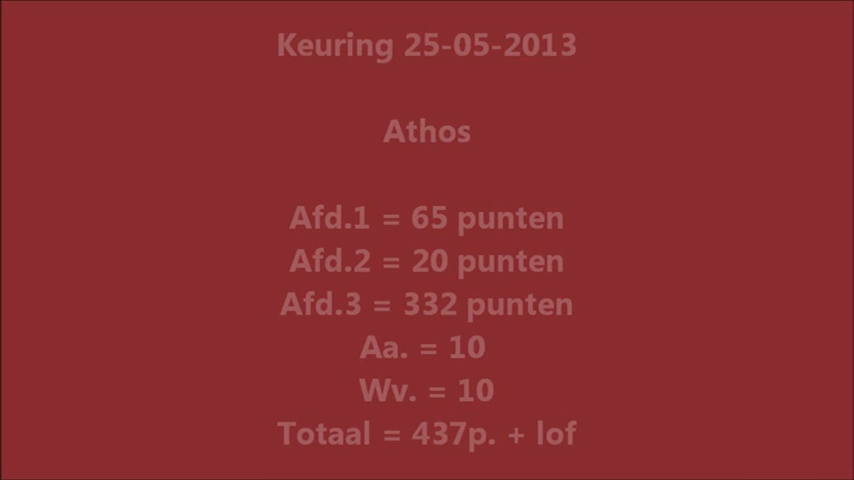 Keuring 25-05-2013
Athos
Afd.1 = 65 punten
Afd.2 = 20 punten
Afd.3 = 332 punten
Aa. = 10
Wv. = 10
Totaal = 437p. + lof